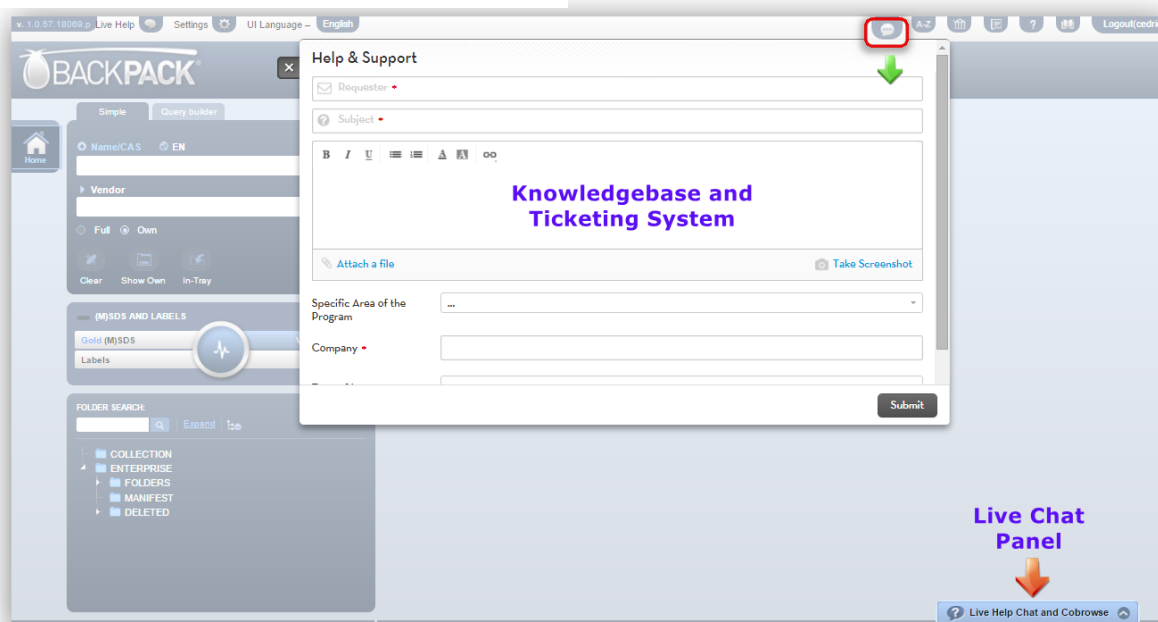 v. 1.0.57.18069.p Live Help Settings UI Language – English A-Z ? Logout(cedri
BACKPACK®
Help & Support
Requester •
Subject •
B I U A A
Knowledgebase and
Ticketing System
Attach a file Take Screenshot
Specific Area of the
Program
...
Company •
Submit
Simple Query builder
Home
Name/CAS EN
Vendor
Full Own
Clear Show Own In-Tray
(M)SDS AND LABELS
Gold (M)SDS
Labels
FOLDER SEARCH:
Expand
COLLECTION
ENTERPRISE
FOLDERS
MANIFEST
DELETED
Live Chat
Panel
Live Help Chat and Cobrowse